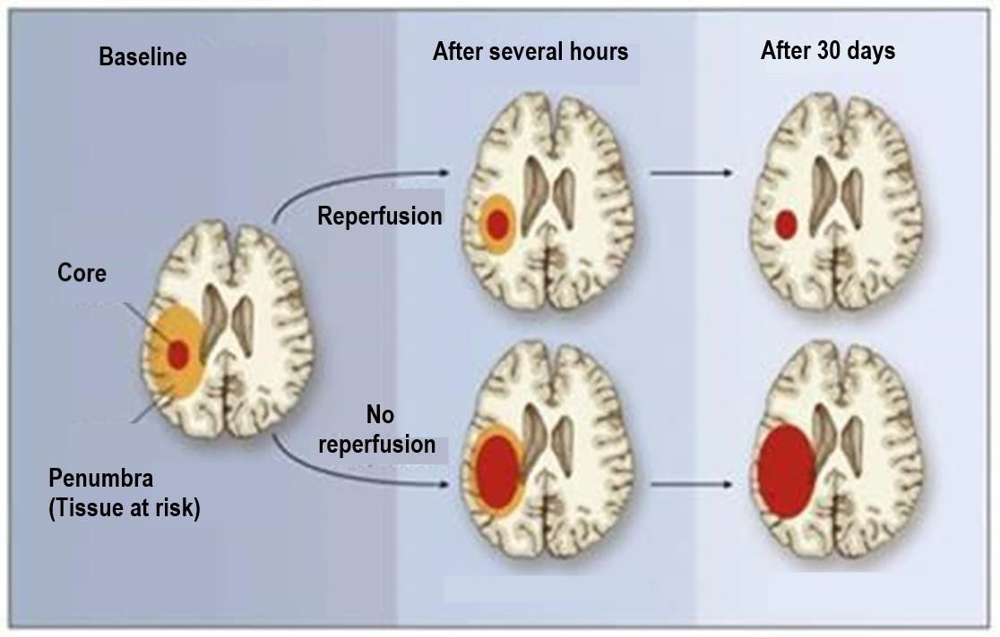 Baseline
After several hours
After 30 days
Reperfusion
Core
No
reperfusion
Penumbra
(Tissue at risk)